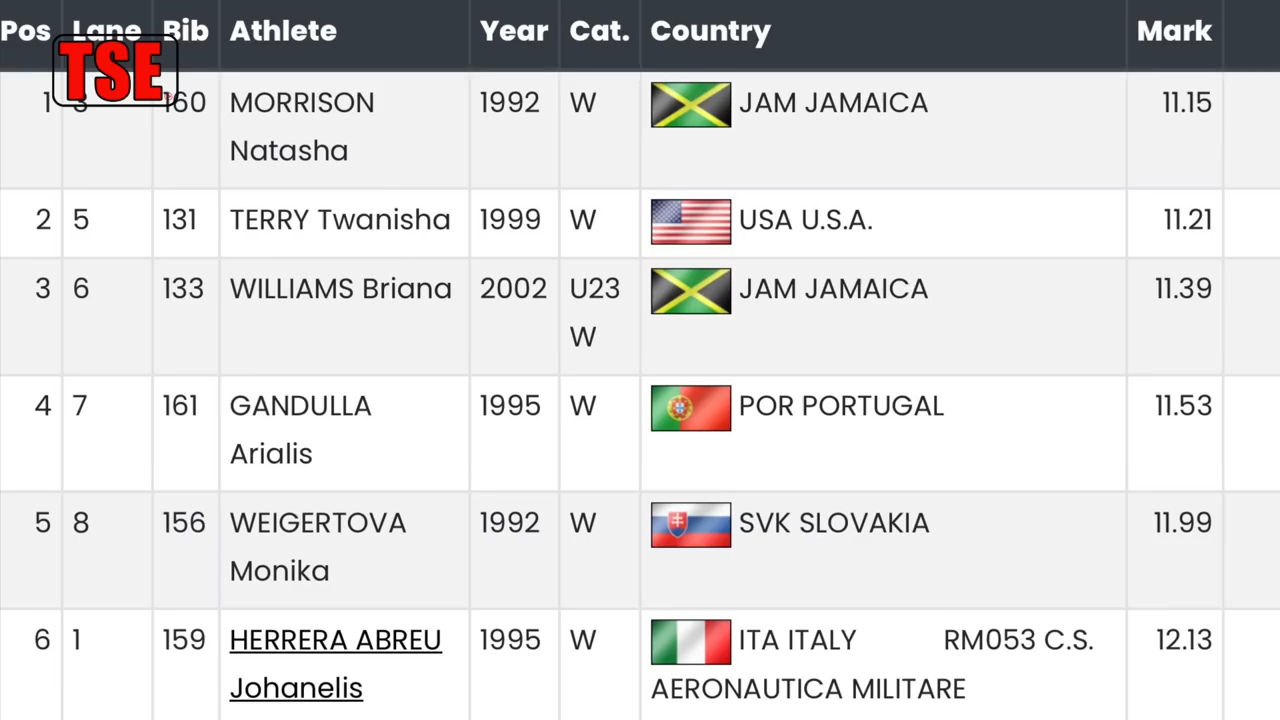 Pos Lane Bib Athlete Year Cat. Country Mark
TSE
1 3 160 MORRISON Natasha 1992 W JAM JAMAICA 11.15
2 5 131 TERRY Twanisha 1999 W USA U.S.A. 11.21
3 6 133 WILLIAMS Briana 2002 U23 W JAM JAMAICA 11.39
4 7 161 GANDULLA Arialis 1995 W POR PORTUGAL 11.53
5 8 156 WEIGERTOVA Monika 1992 W SVK SLOVAKIA 11.99
6 1 159 HERRERA ABREU Johanelis 1995 W ITA ITALY RM053 C.S. AERONAUTICA MILITARE 12.13